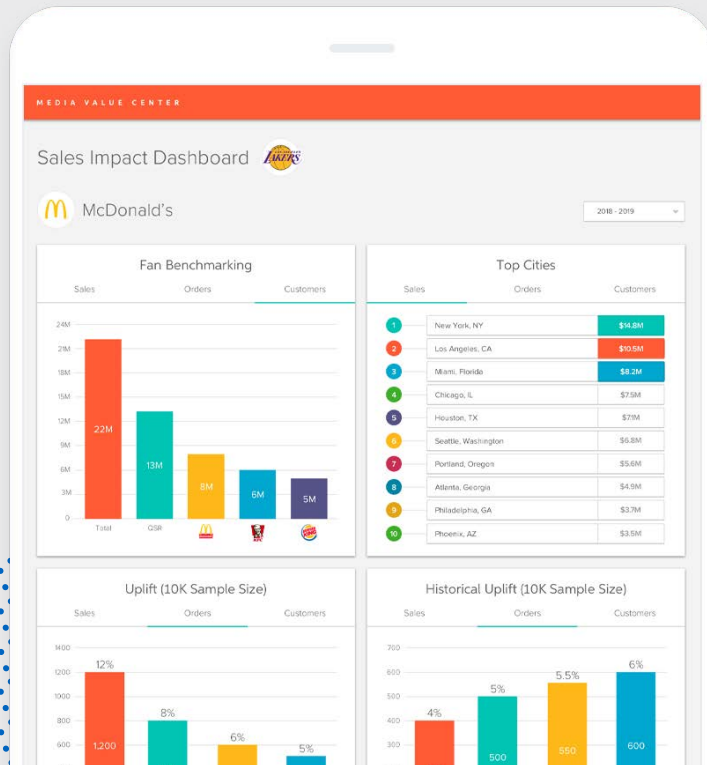 MEDIA VALUE CENTER
Sales Impact Dashboard LAKERS
McDonald's
2018 - 2019
Fan Benchmarking
Sales Orders Customers
24M
21M
18M
15M
12M
9M
6M
3M
0
22M
13M
8M
6M
5M
Total QSR KFC
Top Cities
Sales Orders Customers
1 New York, NY $14.8M
2 Los Angeles, CA $10.5M
3 Miami, Florida $8.2M
4 Chicago, IL $7.5M
5 Houston, TX $7.1M
6 Seattle, Washington $6.8M
7 Portland, Oregon $5.6M
8 Atlanta, Georgia $4.9M
9 Philadelphia, GA $3.7M
10 Phoenix, AZ $3.5M
Uplift (10K Sample Size)
Sales Orders Customers
1400
1200
1000
800
600
12%
8%
6%
5%
1,200
Historical Uplift (10K Sample Size)
Sales Orders Customers
700
600
500
400
300
4%
5%
5.5%
6%
500
550
600